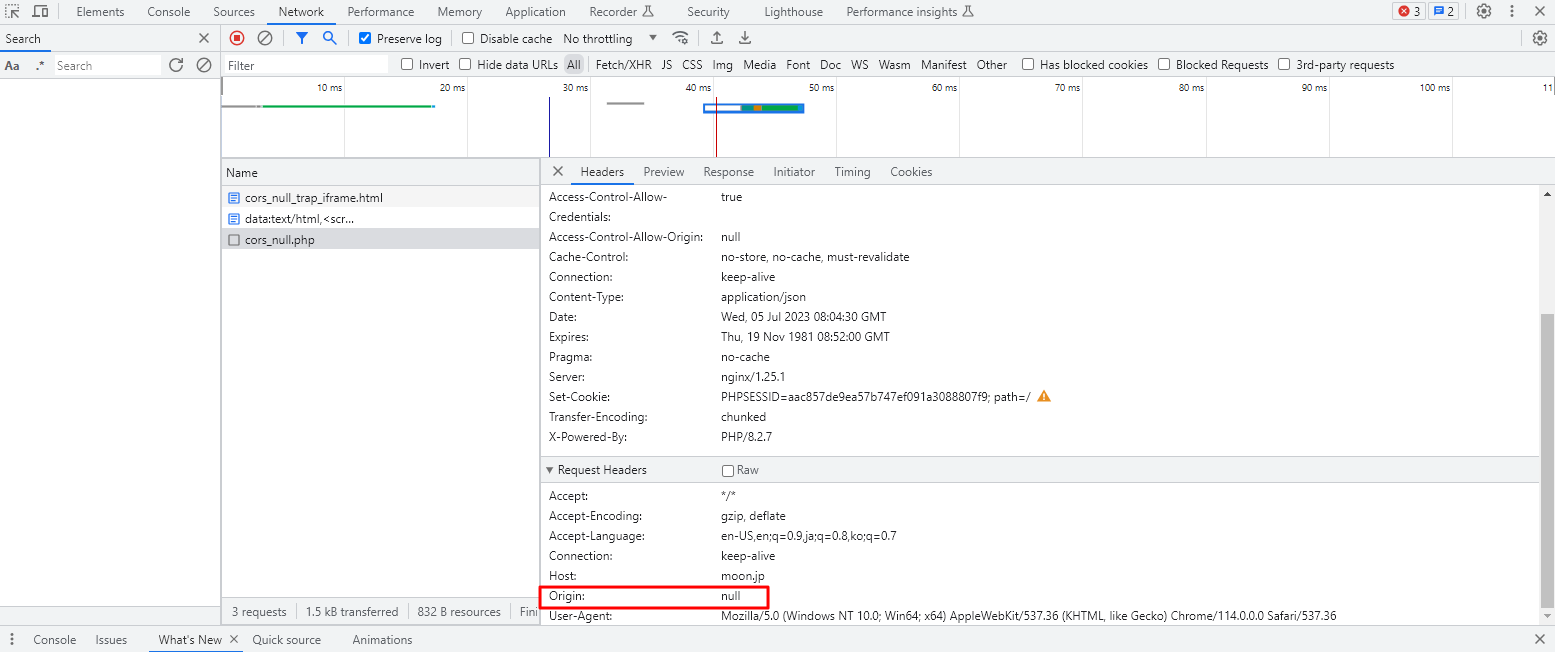 Elements Console Sources Network Performance Memory Application Recorder Security Lighthouse Performance insights 3 2
Search Preserve log Disable cache No throttling
Aa .* Search Filter Invert Hide data URLs All Fetch/XHR JS CSS Img Media Font Doc WS Wasm Manifest Other Has blocked cookies Blocked Requests 3rd-party requests
10 ms 20 ms 30 ms 40 ms 50 ms 60 ms 70 ms 80 ms 90 ms 100 ms 11
Name
cors_null_trap_iframe.html
data:text/html,<scr...
cors_null.php
Headers Preview Response Initiator Timing Cookies
Access-Control-Allow- true
Credentials:
Access-Control-Allow-Origin: null
Cache-Control: no-store, no-cache, must-revalidate
Connection: keep-alive
Content-Type: application/json
Date: Wed, 05 Jul 2023 08:04:30 GMT
Expires: Thu, 19 Nov 1981 08:52:00 GMT
Pragma: no-cache
Server: nginx/1.25.1
Set-Cookie: PHPSESSID=aac857de9ea57b747ef091a3088807f9; path=/
Transfer-Encoding: chunked
X-Powered-By: PHP/8.2.7
Request Headers Raw
Accept: */*
Accept-Encoding: gzip, deflate
Accept-Language: en-US,en;q=0.9,ja;q=0.8,ko;q=0.7
Connection: keep-alive
Host: moon.jp
Origin: null
User-Agent: Mozilla/5.0 (Windows NT 10.0; Win64; x64) AppleWebKit/537.36 (KHTML, like Gecko) Chrome/114.0.0.0 Safari/537.36
3 requests 1.5 kB transferred 832 B resources Fini
Console Issues What's New Quick source Animations